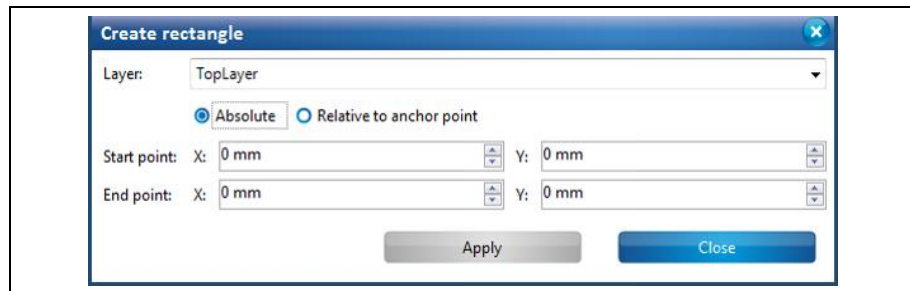 Create rectangle
Layer: TopLayer
Absolute Relative to anchor point
Start point: X: 0 mm Y: 0 mm
End point: X: 0 mm Y: 0 mm
Apply Close